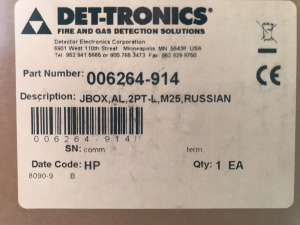 DET-TRONICS®
FIRE AND GAS DETECTION SOLUTIONS
Detector Electronics Corporation
6901 West 110th Street Minneapolis, MN 55438 USA
Tel: 952.941.5665 or 800.765.3473 Fax: 952.829.8750
Part Number: 006264-914
Description: JBOX,AL,2PT-L,M25,RUSSIAN
006264-914
SN: comm term:
Date Code: HP Qty: 1 EA
8090-9 B